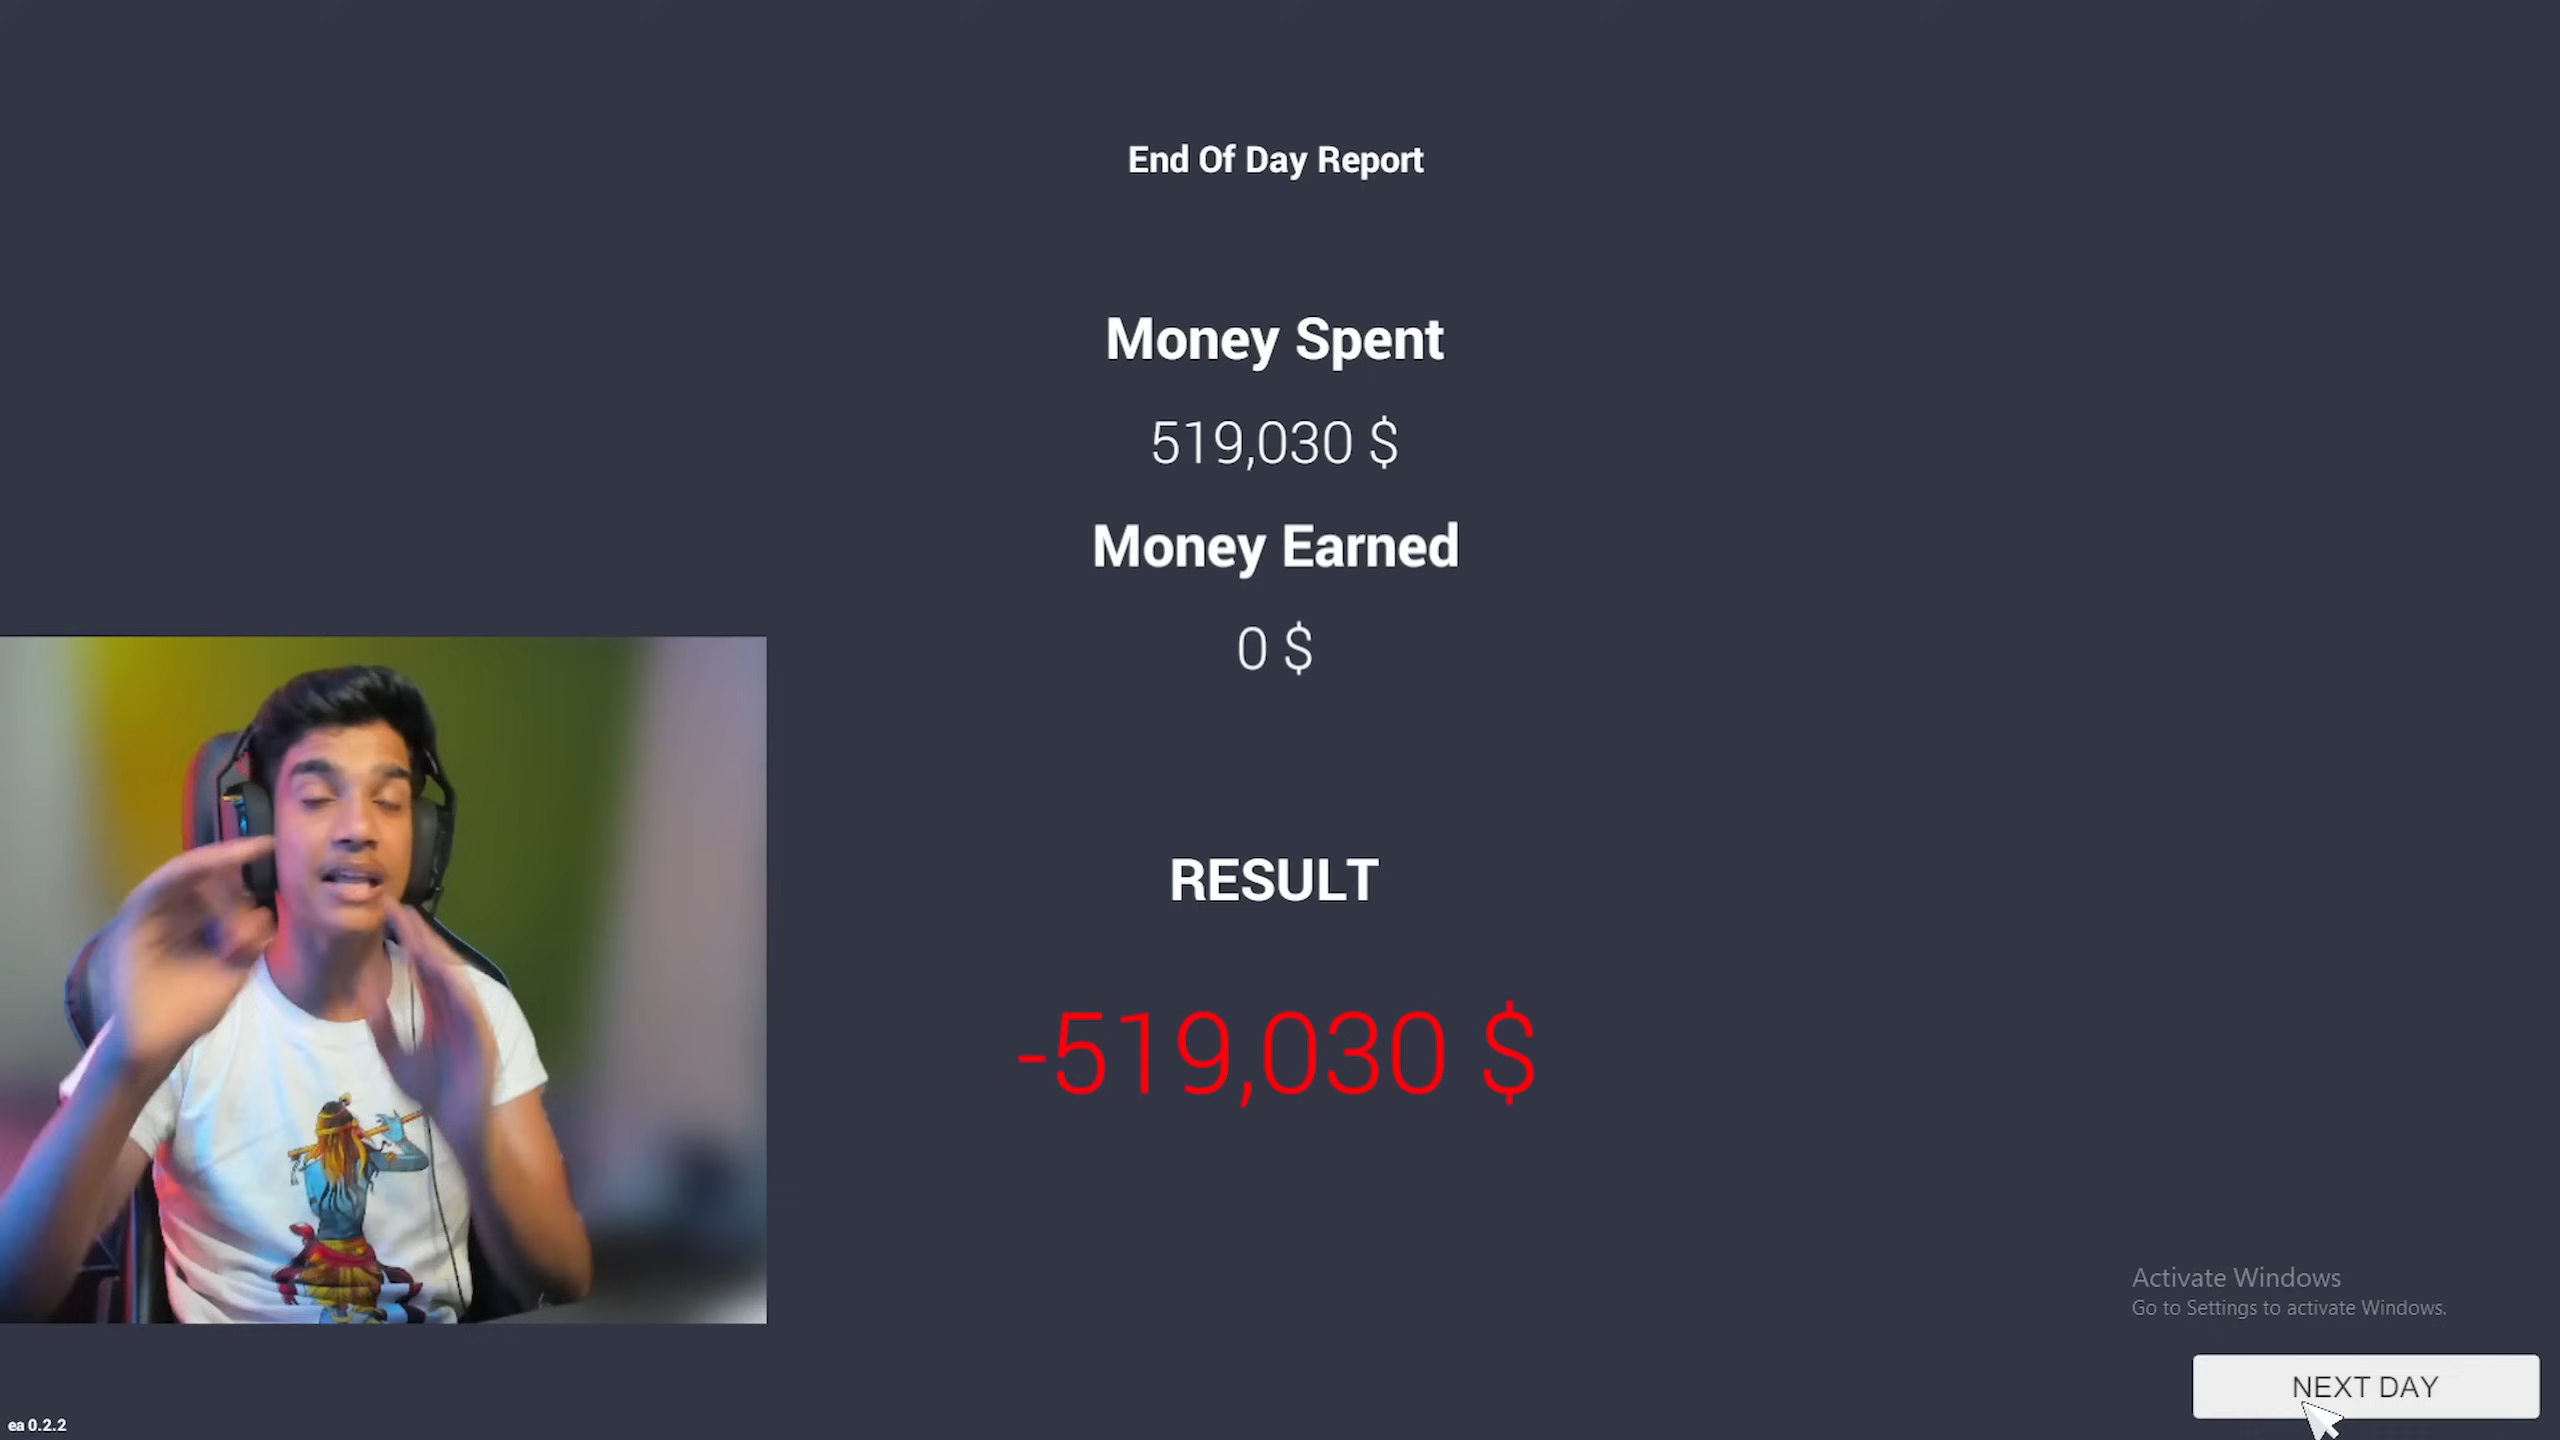 End Of Day Report
Money Spent
519,030 $
Money Earned
0 $
RESULT
-519,030 $
Activate Windows
Go to Settings to activate Windows.
NEXT DAY
ea 0.2.2